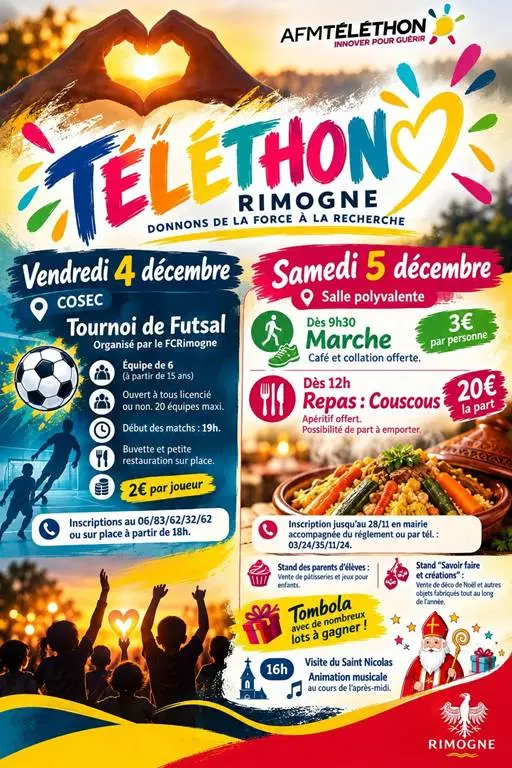 AFMTÉLÉTHON
INNOVER POUR GUÉRIR
TÉLÉTHON
RIMOGNE
DONNONS DE LA FORCE À LA RECHERCHE
Vendredi 4 décembre
COSEC
Tournoi de Futsal
Organisé par le FCRimogne
Équipe de 6
(à partir de 15 ans)
Ouvert à tous licencié
ou non. 20 équipes maxi.
Début des matchs : 19h.
Buvette et petite
restauration sur place.
2€ par joueur
Inscriptions au 06/83/62/32/62
ou sur place à partir de 18h.
Samedi 5 décembre
Salle polyvalente
Dès 9h30
Marche
Café et collation offerte.
3€
par personne
Dès 12h
Repas : Couscous
Apéritif offert.
Possibilité de part à emporter.
20€
la part
Inscription jusqu'au 28/11 en mairie
accompagnée du réglement ou par tél. :
03/24/35/11/24.
Stand des parents d'élèves :
Vente de pâtisseries et jeux pour
enfants.
Stand "Savoir faire
et créations" :
Vente de déco de Noël et autres
objets fabriqués tout au long
de l'année.
Tombola
avec de nombreux
lots à gagner !
16h
Visite du Saint Nicolas
Animation musicale
au cours de l'après-midi.
RIMOGNE